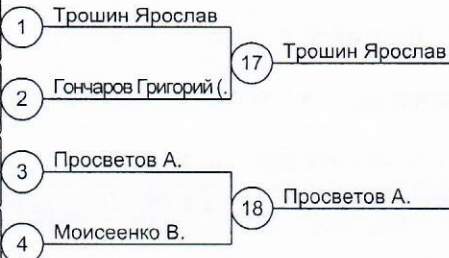 1 Трошин Ярослав
17 Трошин Ярослав
2 Гончаров Григорий (.
3 Просветов А.
18 Просветов А.
4 Моисеенко В.